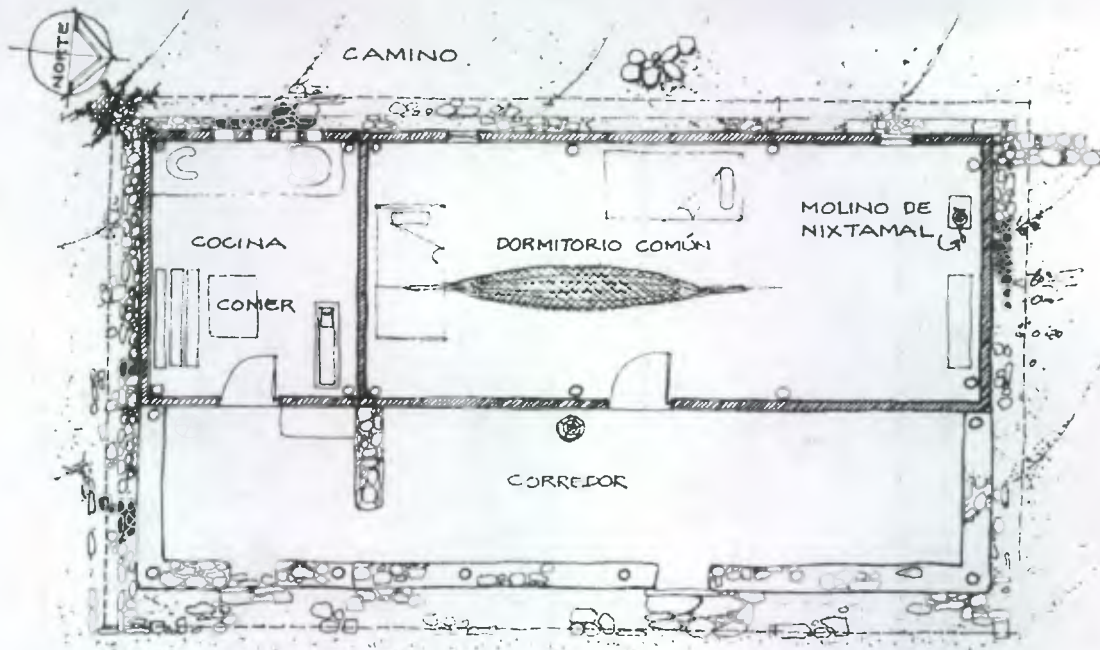 NORTE
CAMINO
COCINA
COMER
DORMITORIO COMÚN
MOLINO DE
NIXTAMAL
CORREDOR